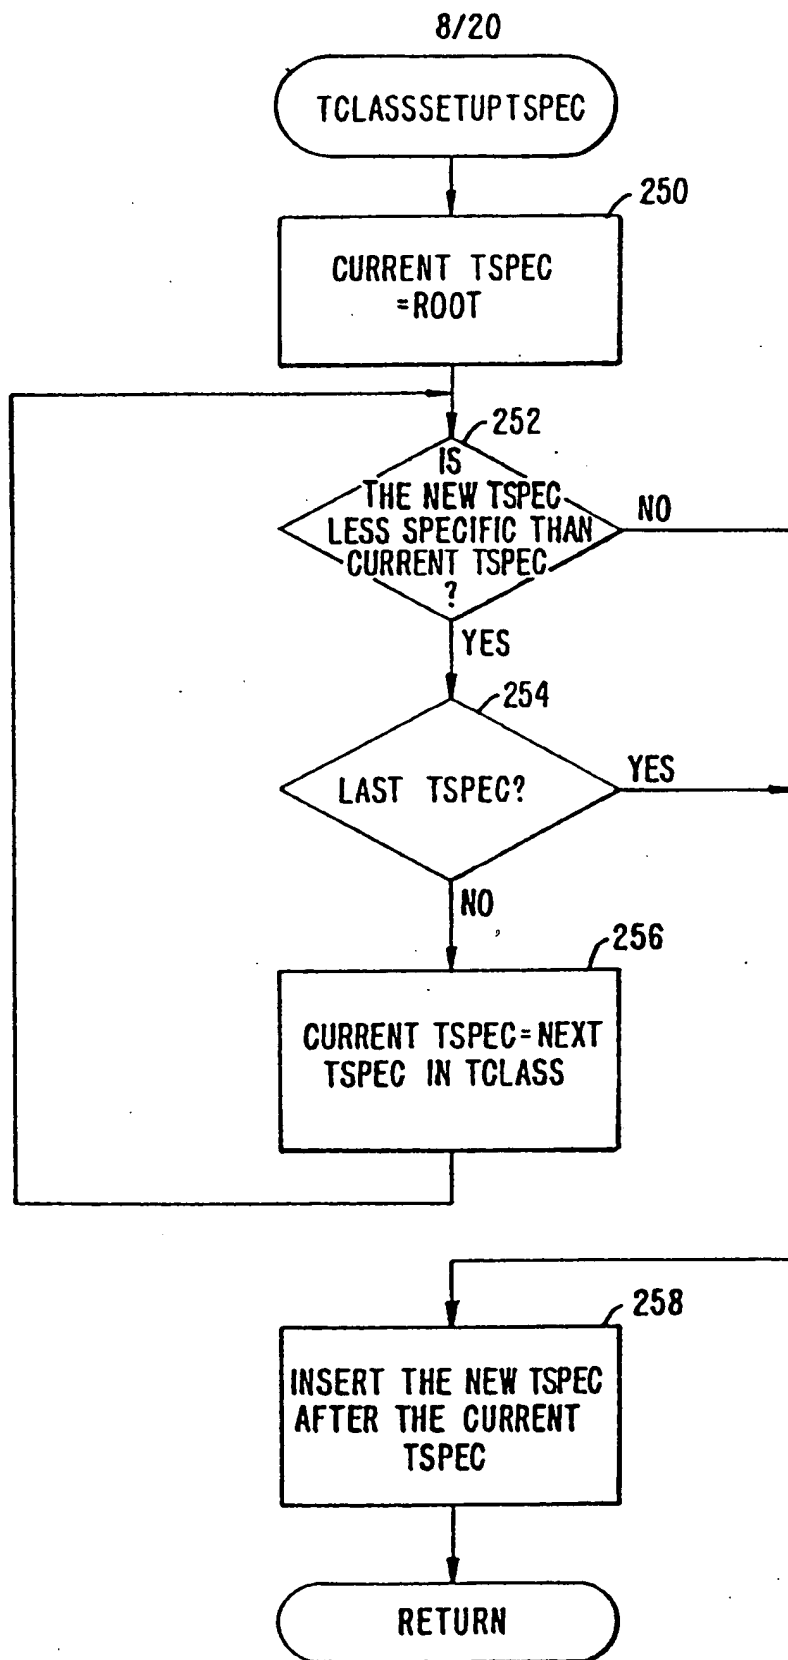 8/20
TCLASSSETUPTSPEC
250
CURRENT TSPEC
=ROOT
252
IS
THE NEW TSPEC
LESS SPECIFIC THAN
CURRENT TSPEC
?
NO
YES
254
LAST TSPEC?
YES
NO
256
CURRENT TSPEC=NEXT
TSPEC IN TCLASS
258
INSERT THE NEW TSPEC
AFTER THE CURRENT
TSPEC
RETURN